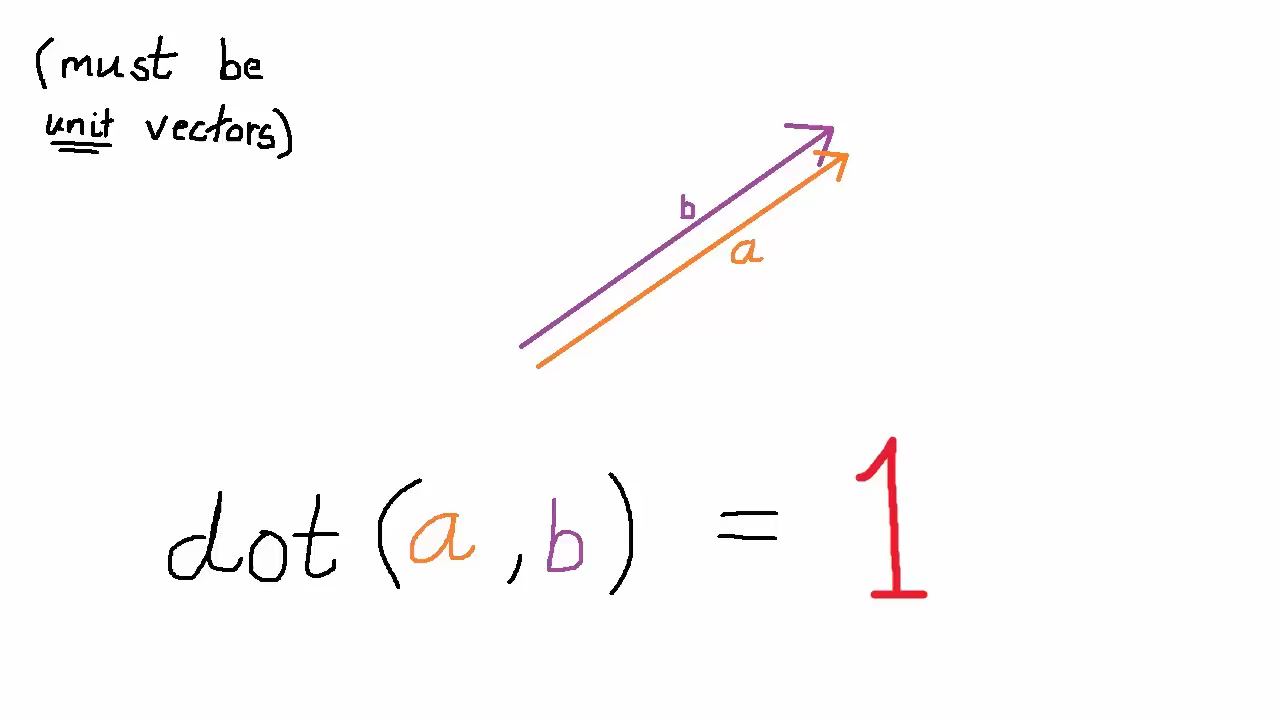 (must be
unit vectors)
b
a
dot(a,b) = 1